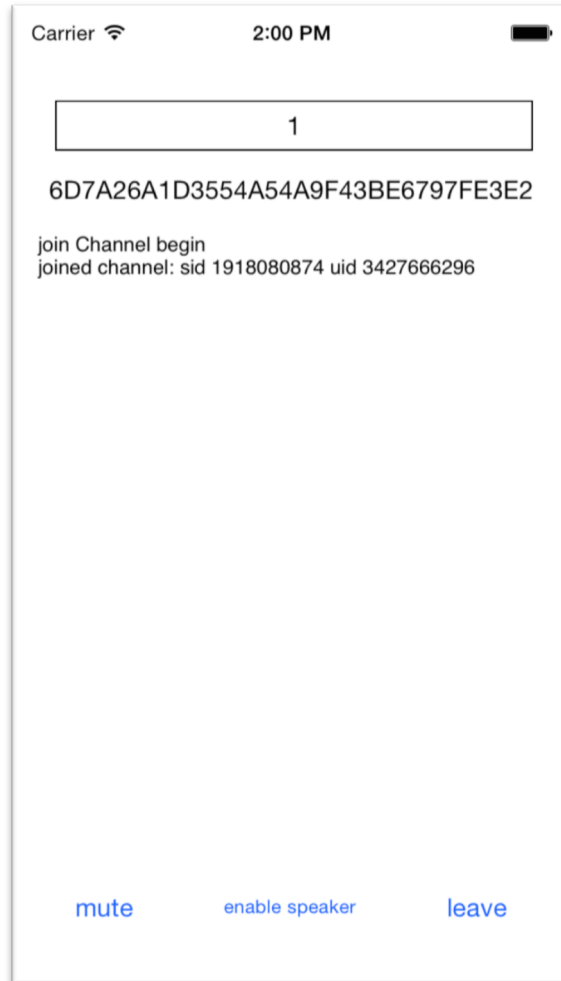 Carrier 2:00 PM
1
6D7A26A1D3554A54A9F43BE6797FE3E2
join Channel begin
joined channel: sid 1918080874 uid 3427666296
mute enable speaker leave